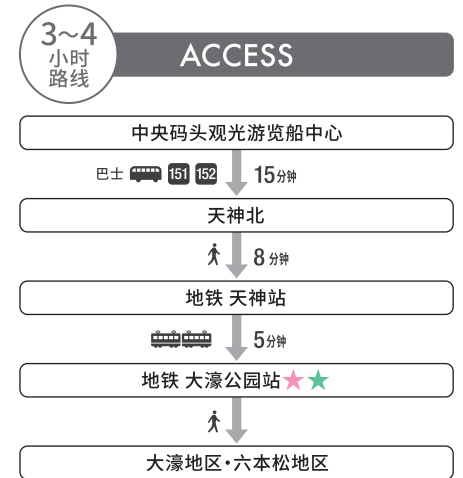 3～4
小时
路线
ACCESS
中央码头观光游览船中心
巴士 151 152 15分钟
天神北
8 分钟
地铁 天神站
5分钟
地铁 大濠公园站★★
大濠地区・六本松地区